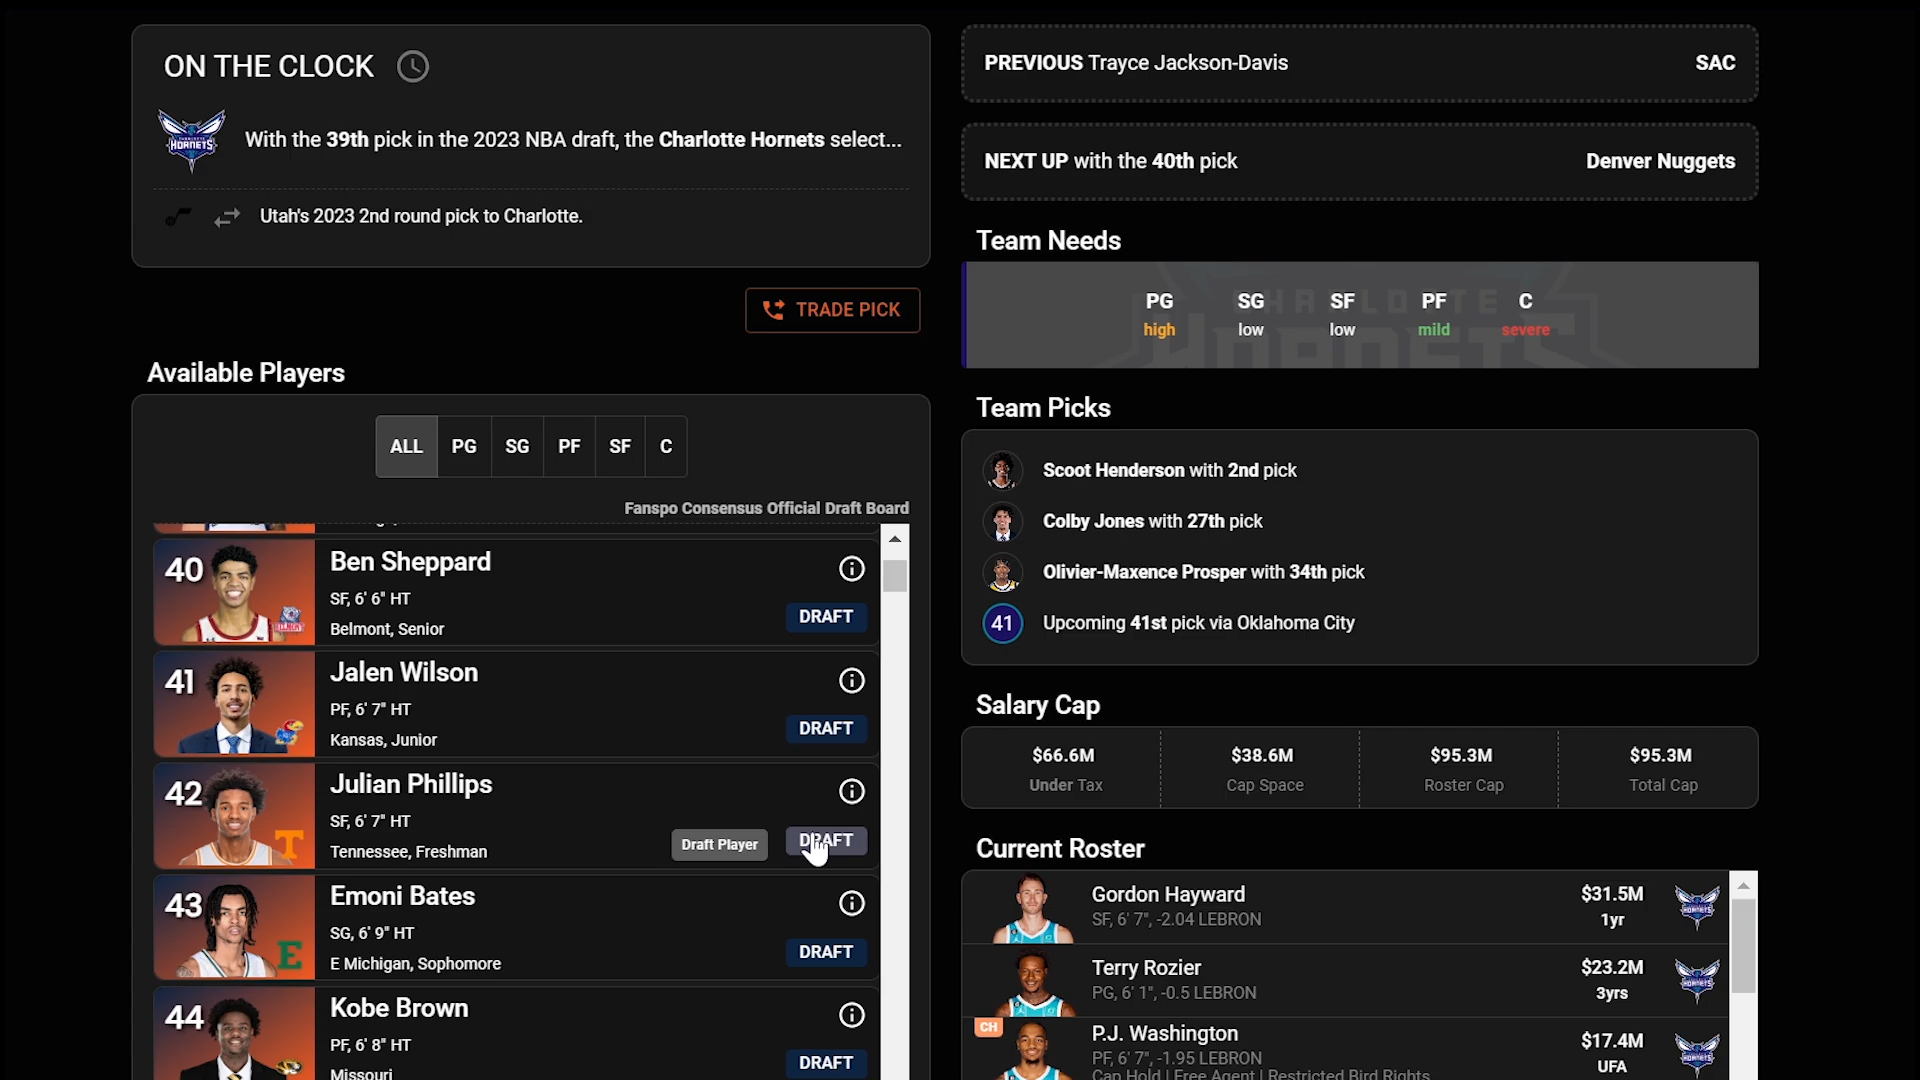 ON THE CLOCK
HORNETS
With the 39th pick in the 2023 NBA draft, the Charlotte Hornets select...
Utah's 2023 2nd round pick to Charlotte.
TRADE PICK
Available Players
ALL PG SG PF SF C
Fanspo Consensus Official Draft Board
40 Ben Sheppard
SF, 6' 6" HT
Belmont, Senior
DRAFT
41 Jalen Wilson
PF, 6' 7" HT
Kansas, Junior
DRAFT
42 Julian Phillips
SF, 6' 7" HT
Tennessee, Freshman
Draft Player
DRAFT
43 Emoni Bates
SG, 6' 9" HT
E Michigan, Sophomore
DRAFT
44 Kobe Brown
PF, 6' 8" HT
Missouri
DRAFT
PREVIOUS Trayce Jackson-Davis SAC
NEXT UP with the 40th pick Denver Nuggets
Team Needs
CHARLOTTE
HORNETS
PG SG SF PF C
high low low mild severe
Team Picks
Scoot Henderson with 2nd pick
Colby Jones with 27th pick
Olivier-Maxence Prosper with 34th pick
41 Upcoming 41st pick via Oklahoma City
Salary Cap
$66.6M $38.6M $95.3M $95.3M
Under Tax Cap Space Roster Cap Total Cap
Current Roster
Gordon Hayward $31.5M
SF, 6' 7", -2.04 LEBRON 1yr
Terry Rozier $23.2M
PG, 6' 1", -0.5 LEBRON 3yrs
CH P.J. Washington $17.4M
PF, 6' 7", -1.95 LEBRON UFA
Cap Hold | Free Agent | Restricted Bird Rights